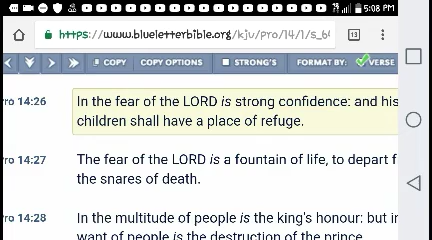 5:08 PM
https://www.blueletterbible.org/kjv/pro/14/1/s_64
13
COPY COPY OPTIONS STRONG'S FORMAT BY: VERSE
ro 14:26 In the fear of the LORD is strong confidence: and his
children shall have a place of refuge.
ro 14:27 The fear of the LORD is a fountain of life, to depart f
the snares of death.
ro 14:28 In the multitude of people is the king's honour: but in
want of people is the destruction of the prince.